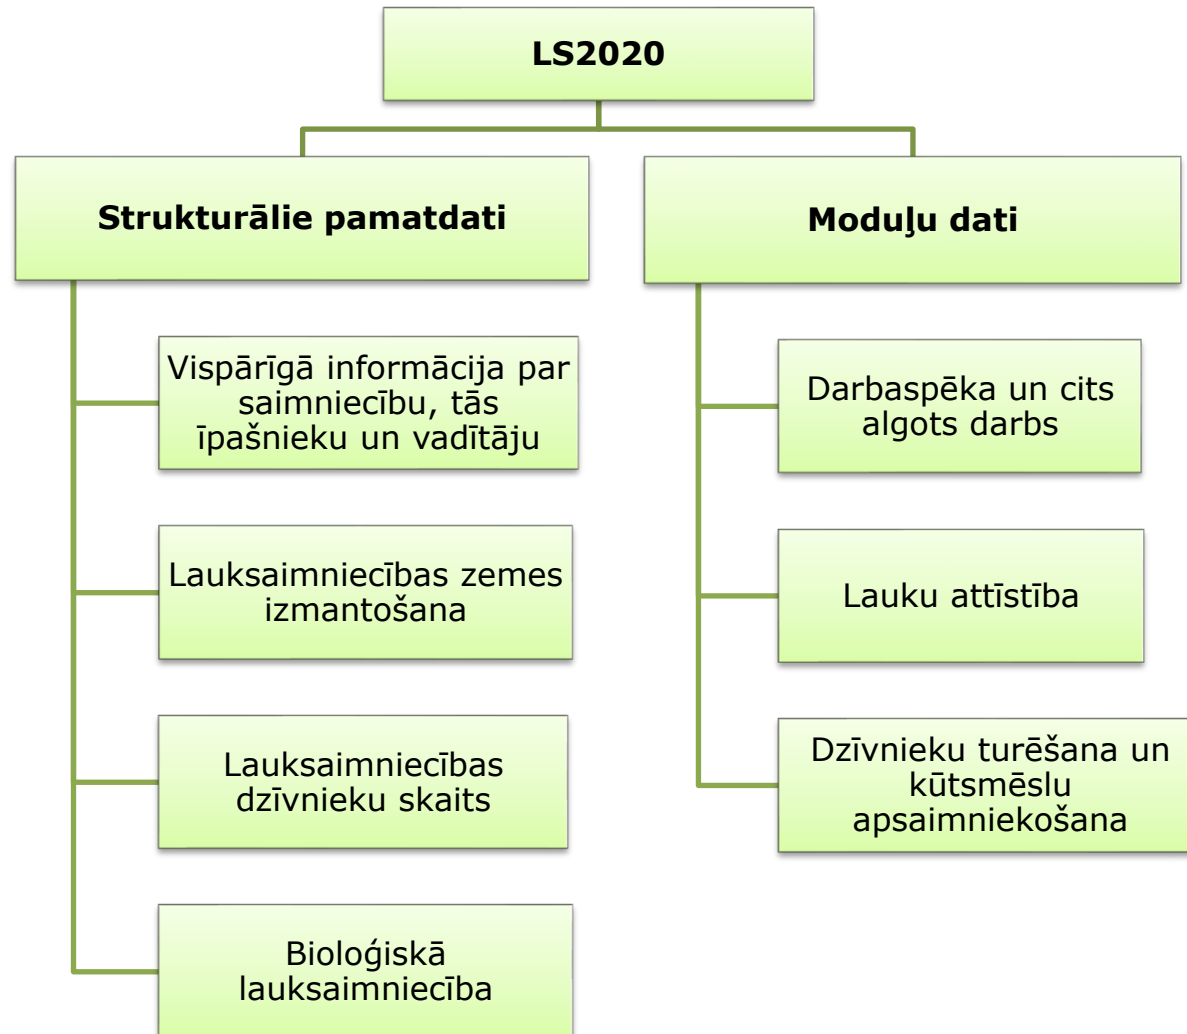 LS2020
Strukturālie pamatdati
Vispārīgā informācija par
saimniecību, tās
īpašnieku un vadītāju
Lauksaimniecības zemes
izmantošana
Lauksaimniecības
dzīvnieku skaits
Bioloģiskā
lauksaimniecība
Moduļu dati
Darbaspēka un cits
algots darbs
Lauku attīstība
Dzīvnieku turēšana un
kūtsmēslu
apsaimniekošana